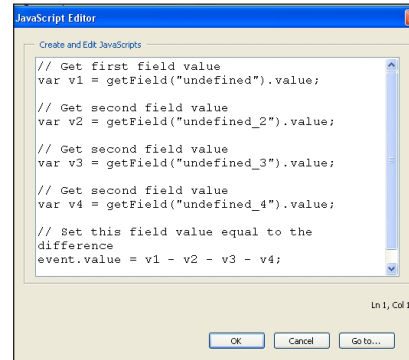 JavaScript Editor
Create and Edit JavaScripts
// Get first field value
var v1 = getField("undefined").value;
// Get second field value
var v2 = getField("undefined_2").value;
// Get second field value
var v3 = getField("undefined_3").value;
// Get second field value
var v4 = getField("undefined_4").value;
// Set this field value equal to the
difference
event.value = v1 - v2 - v3 - v4;
Ln 1, Col 1
OK Cancel Go to...